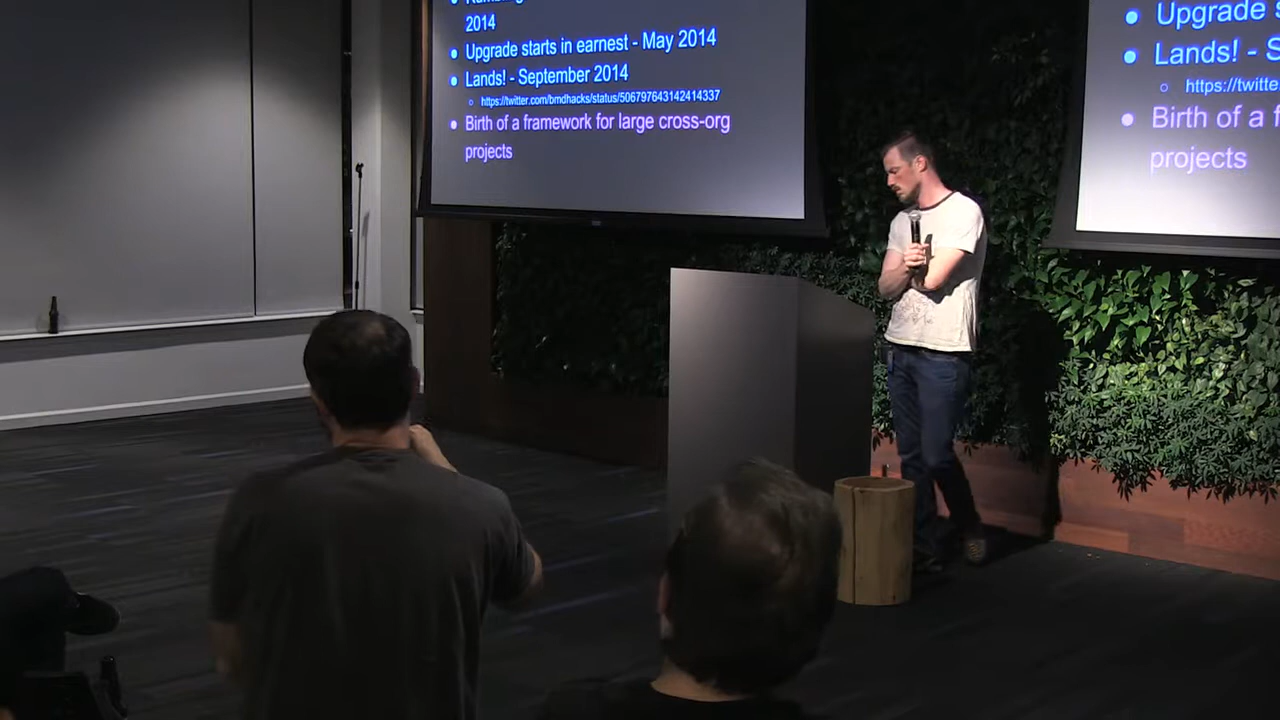 2014
Upgrade starts in earnest - May 2014
Lands! - September 2014
https://twitter.com/bmdhacks/status/506797643142414337
Birth of a framework for large cross-org
projects
Upgrade
Lands! - S
https://twitte
Birth of a f
projects